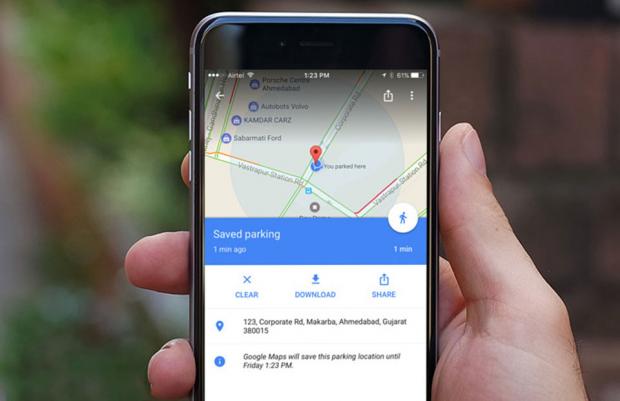 Airtel 1:23 PM 61%
Porsche Centre
Ahmedabad
Autobots Volvo
KAMDAR CARZ
Sabarmati Ford
Corporate Rd
You parked here
Vastrapur Station Rd
Vastrapur Station Rd
Saved parking
1 min ago 1 min
CLEAR DOWNLOAD SHARE
123, Corporate Rd, Makarba, Ahmedabad, Gujarat
380015
Google Maps will save this parking location until
Friday 1:23 PM.